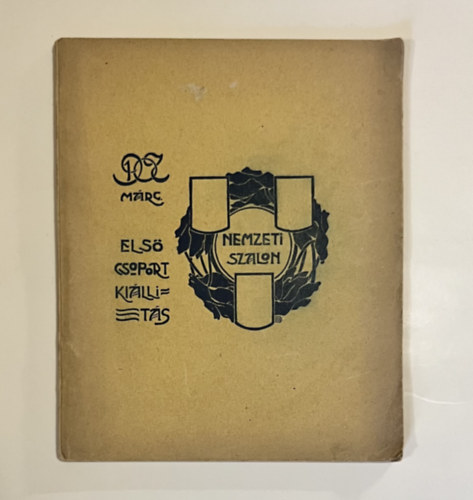 MÁRC
ELSŐ
CSOPORT
KIÁLLI=
TÁS
NEMZETI
SZALON